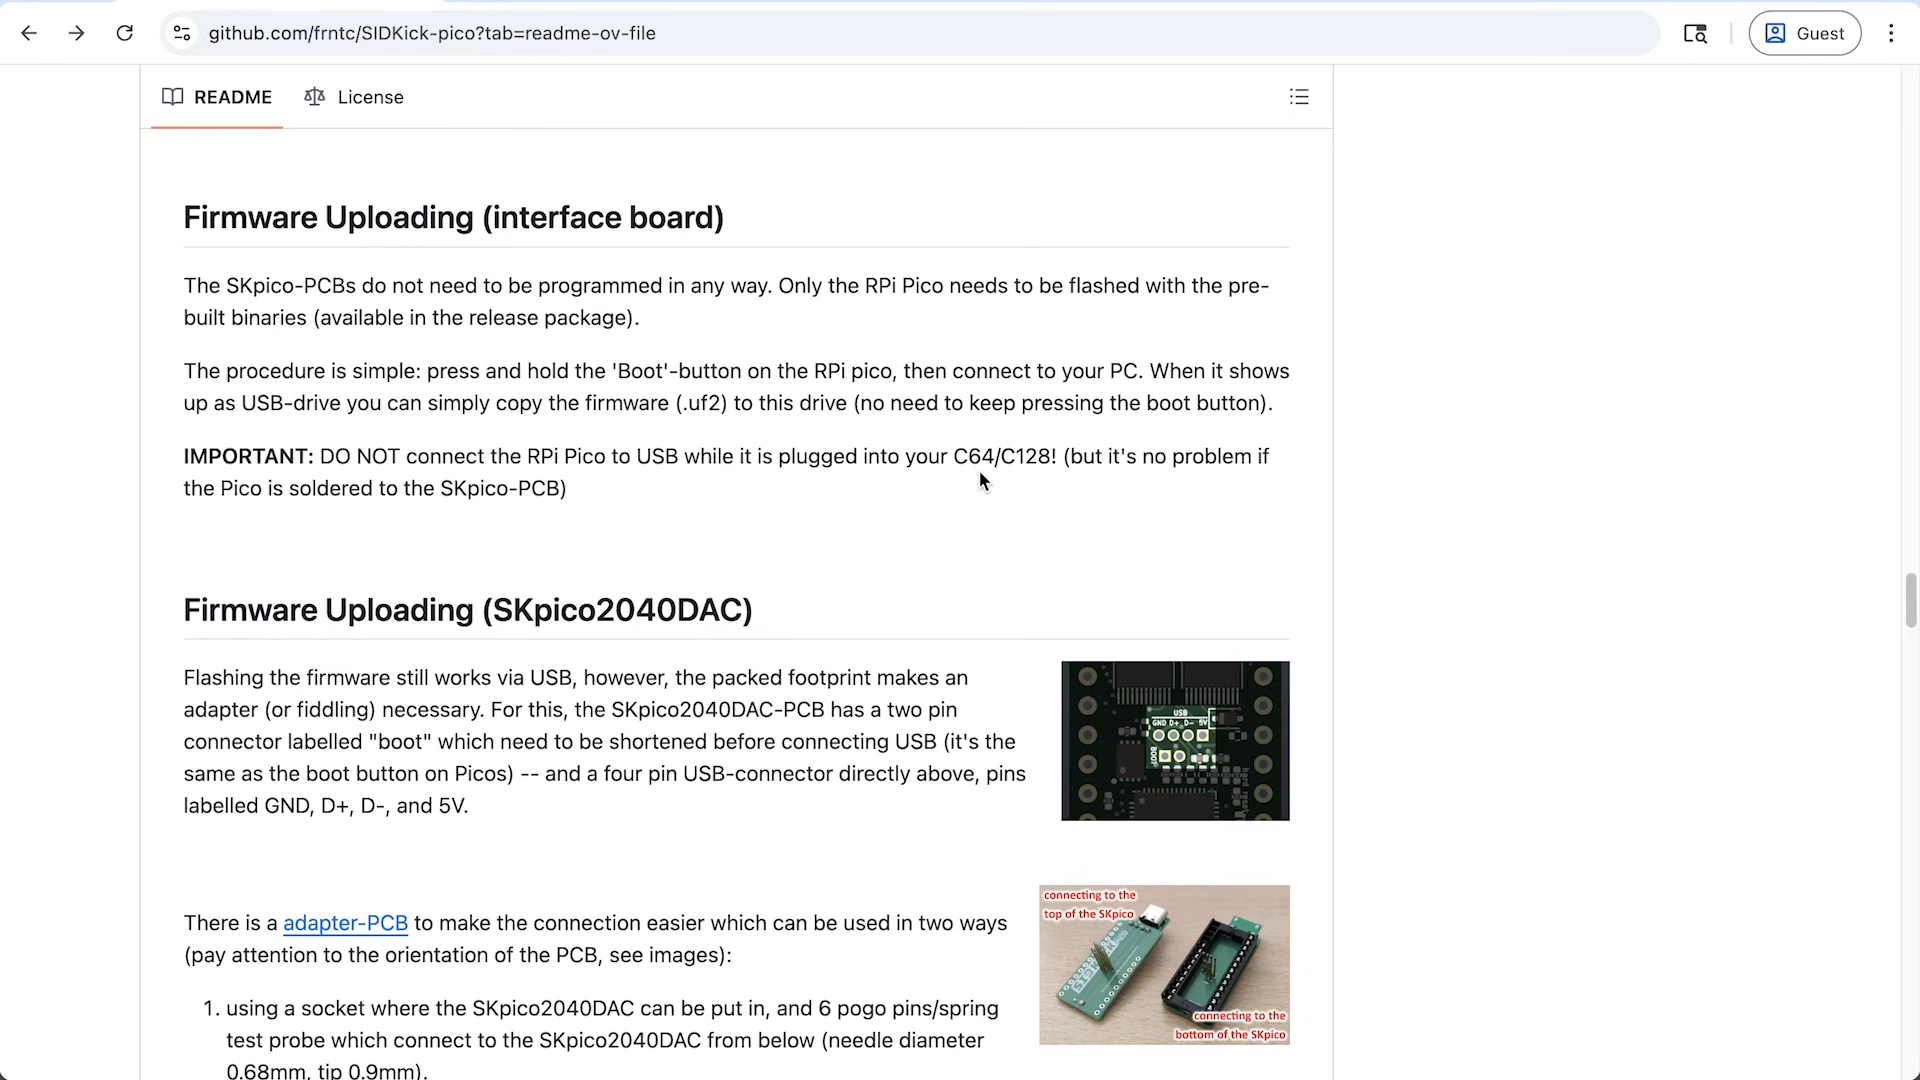 github.com/frntc/SIDKick-pico?tab=readme-ov-file
Guest
README
License
Firmware Uploading (interface board)
The SKpico-PCBs do not need to be programmed in any way. Only the RPi Pico needs to be flashed with the pre-
built binaries (available in the release package).
The procedure is simple: press and hold the 'Boot'-button on the RPi pico, then connect to your PC. When it shows
up as USB-drive you can simply copy the firmware (.uf2) to this drive (no need to keep pressing the boot button).
IMPORTANT: DO NOT connect the RPi Pico to USB while it is plugged into your C64/C128! (but it's no problem if
the Pico is soldered to the SKpico-PCB)
Firmware Uploading (SKpico2040DAC)
Flashing the firmware still works via USB, however, the packed footprint makes an
adapter (or fiddling) necessary. For this, the SKpico2040DAC-PCB has a two pin
connector labelled "boot" which need to be shortened before connecting USB (it's the
same as the boot button on Picos) -- and a four pin USB-connector directly above, pins
labelled GND, D+, D-, and 5V.
USB
GND D+ D- 5V
BOOT
There is a adapter-PCB to make the connection easier which can be used in two ways
(pay attention to the orientation of the PCB, see images):
connecting to the
top of the SKpico
connecting to the
bottom of the SKpico
1. using a socket where the SKpico2040DAC can be put in, and 6 pogo pins/spring
test probe which connect to the SKpico2040DAC from below (needle diameter
0.68mm, tip 0.9mm).